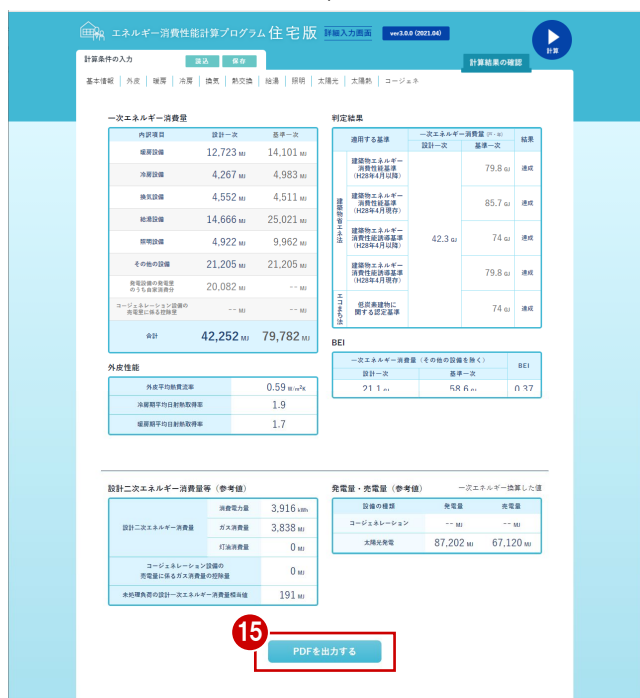 エネルギー消費性能計算プログラム 住宅版 詳細入力画面 ver3.0.0 (2021.04)
計算
計算条件の入力 読込 保存 計算結果の確認
基本情報 | 外皮 | 暖房 | 冷房 | 換気 | 熱交換 | 給湯 | 照明 | 太陽光 | 太陽熱 | コージェネ
一次エネルギー消費量
内訳項目 設計一次 基準一次
暖房設備 12,723 MJ 14,101 MJ
冷房設備 4,267 MJ 4,983 MJ
換気設備 4,552 MJ 4,511 MJ
給湯設備 14,666 MJ 25,021 MJ
照明設備 4,922 MJ 9,962 MJ
その他の設備 21,205 MJ 21,205 MJ
発電設備の発電量
のうち自家消費分 20,082 MJ -- MJ
コージェネレーション設備の
売電量に係る控除量 -- MJ -- MJ
合計 42,252 MJ 79,782 MJ
判定結果
適用する基準 一次エネルギー消費量 結果
設計一次 基準一次
建築物省エネ法
建築物エネルギー
消費性能基準
(H28年4月以降) 79.8 GJ 達成
建築物エネルギー
消費性能基準
(H28年4月現存) 85.7 GJ 達成
建築物エネルギー
消費性能誘導基準
(H28年4月以降) 42.3 GJ 74 GJ 達成
建築物エネルギー
消費性能誘導基準
(H28年4月現存) 79.8 GJ 達成
エコまち法
低炭素建物に
関する認定基準 74 GJ 達成
BEI
一次エネルギー消費量（その他の設備を除く） BEI
設計一次 基準一次
21.1 58.6 0.37
外皮性能
外皮平均熱貫流率 0.59 W/m²K
冷房期平均日射熱取得率 1.9
暖房期平均日射熱取得率 1.7
設計二次エネルギー消費量等（参考値）
設計二次エネルギー消費量 消費電力量 3,916 kWh
ガス消費量 3,838 MJ
灯油消費量 0 MJ
コージェネレーション設備の
売電量に係るガス消費量の控除量 0 MJ
未処理負荷の設計一次エネルギー消費量相当値 191 MJ
発電量・売電量（参考値） 一次エネルギー換算した値
設備の種類 発電量 売電量
コージェネレーション -- MJ -- MJ
太陽光発電 87,202 MJ 67,120 MJ
15
PDFを出力する